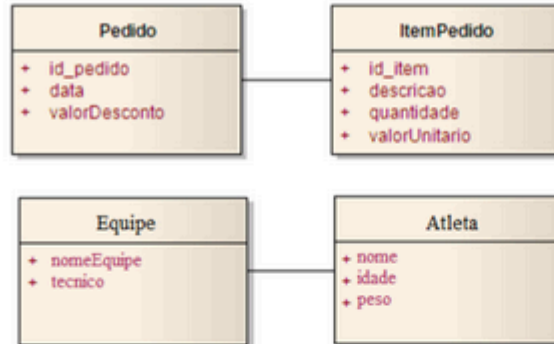 Pedido
+ id_pedido
+ data
+ valorDesconto
ItemPedido
+ id_item
+ descricao
+ quantidade
+ valorUnitario
Equipe
+ nomeEquipe
+ tecnico
Atleta
+ nome
+ idade
+ peso